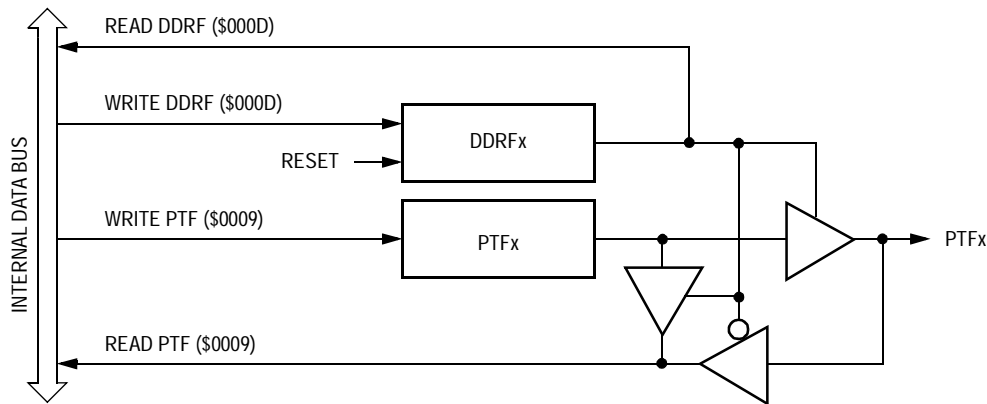 READ DDRF ($000D)
WRITE DDRF ($000D)
DDRFx
RESET
INTERNAL DATA BUS
WRITE PTF ($0009)
PTFx
PTFx
READ PTF ($0009)